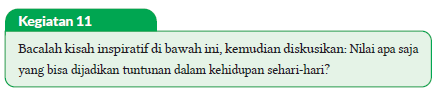 Kegiatan 11
Bacalah kisah inspiratif di bawah ini, kemudian diskusikan: Nilai apa saja
yang bisa dijadikan tuntunan dalam kehidupan sehari-hari?